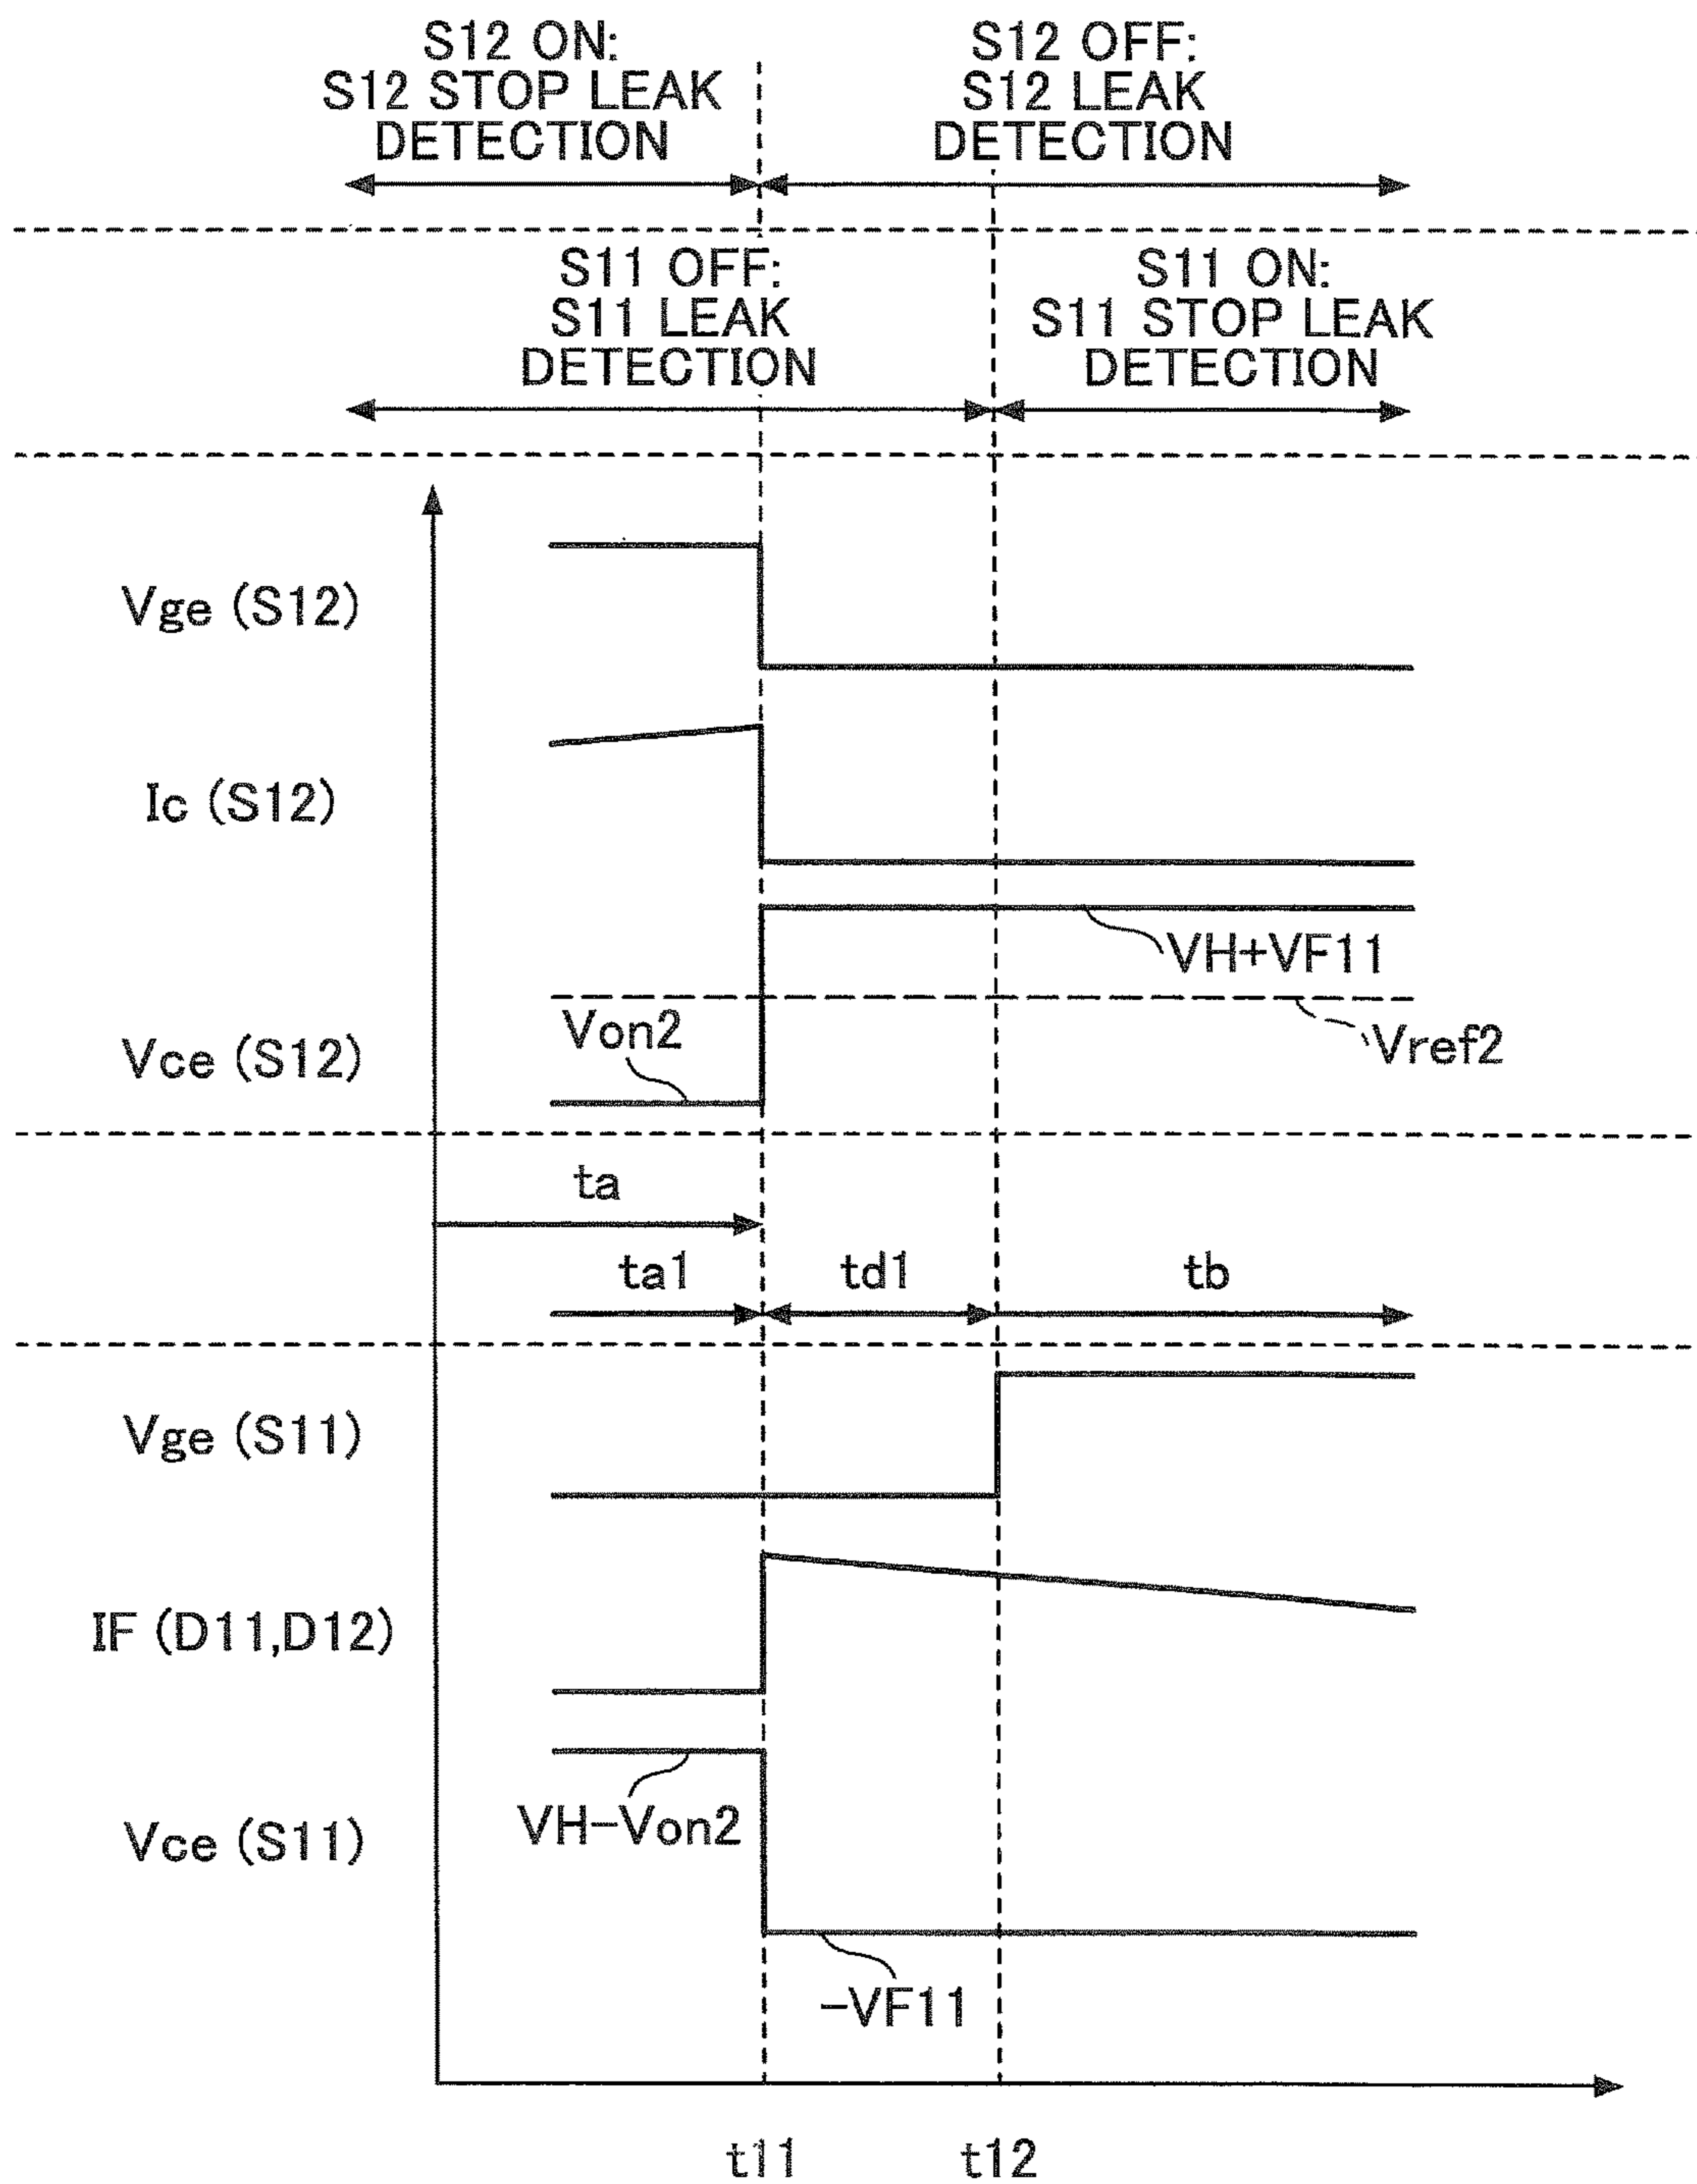 S12 ON:
S12 STOP LEAK
DETECTION
S12 OFF:
S12 LEAK
DETECTION
S11 OFF:
S11 LEAK
DETECTION
S11 ON:
S11 STOP LEAK
DETECTION
Vge (S12)
Ic (S12)
VH+VF11
Von2
Vref2
Vce (S12)
ta
ta1
td1
tb
Vge (S11)
IF (D11,D12)
VH-Von2
Vce (S11)
-VF11
t11
t12